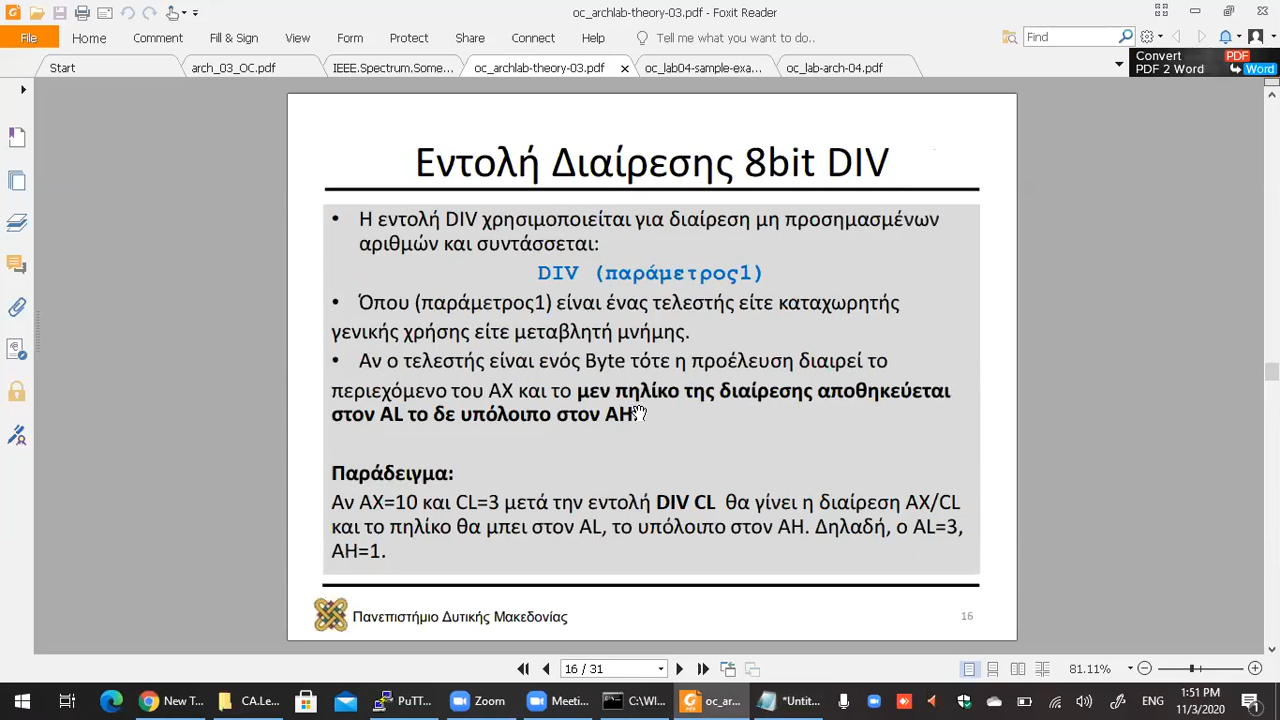 oc_archlab-theory-03.pdf - Foxit Reader
File Home Comment Fill & Sign View Form Protect Share Connect Help Tell me what you want to do.. Find
Start arch_03_OC.pdf IEEE.Spectrum.Some... oc_archlab-theory-03.pdf oc_lab04-sample-exa... oc_lab-arch-04.pdf
Convert PDF
PDF 2 Word Word
Εντολή Διαίρεσης 8bit DIV
• Η εντολή DIV χρησιμοποιείται για διαίρεση μη προσημασμένων
αριθμών και συντάσσεται:
DIV (παράμετρος1)
• Όπου (παράμετρος1) είναι ένας τελεστής είτε καταχωρητής
γενικής χρήσης είτε μεταβλητή μνήμης.
• Αν ο τελεστής είναι ενός Byte τότε η προέλευση διαιρεί το
περιεχόμενο του AX και το μεν πηλίκο της διαίρεσης αποθηκεύεται
στον AL το δε υπόλοιπο στον AH.
Παράδειγμα:
Αν AX=10 και CL=3 μετά την εντολή DIV CL θα γίνει η διαίρεση AX/CL
και το πηλίκο θα μπει στον AL, το υπόλοιπο στον AH. Δηλαδή, ο AL=3,
AH=1.
Πανεπιστήμιο Δυτικής Μακεδονίας 16
16 / 31 81.11%
New T... CA.Le... PuTT... Zoom Meeti... C:\WI... oc_ar... *Untit... ENG 1:51 PM
11/3/2020